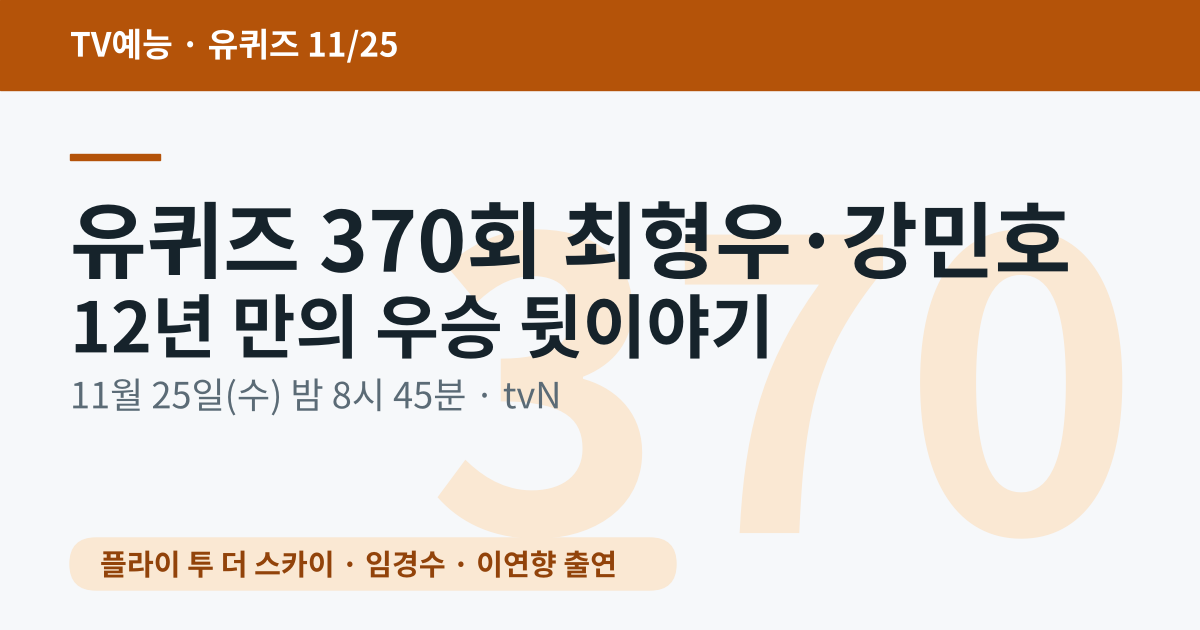 TV예능 · 유퀴즈 11/25
유퀴즈 370회 최형우·강민호
12년 만의 우승 뒷이야기
11월 25일(수) 밤 8시 45분 · tvN
370
플라이 투 더 스카이 · 임경수 · 이연향 출연